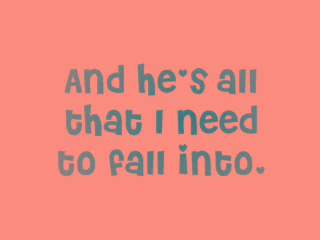 And he's all
that I need
to fall into.